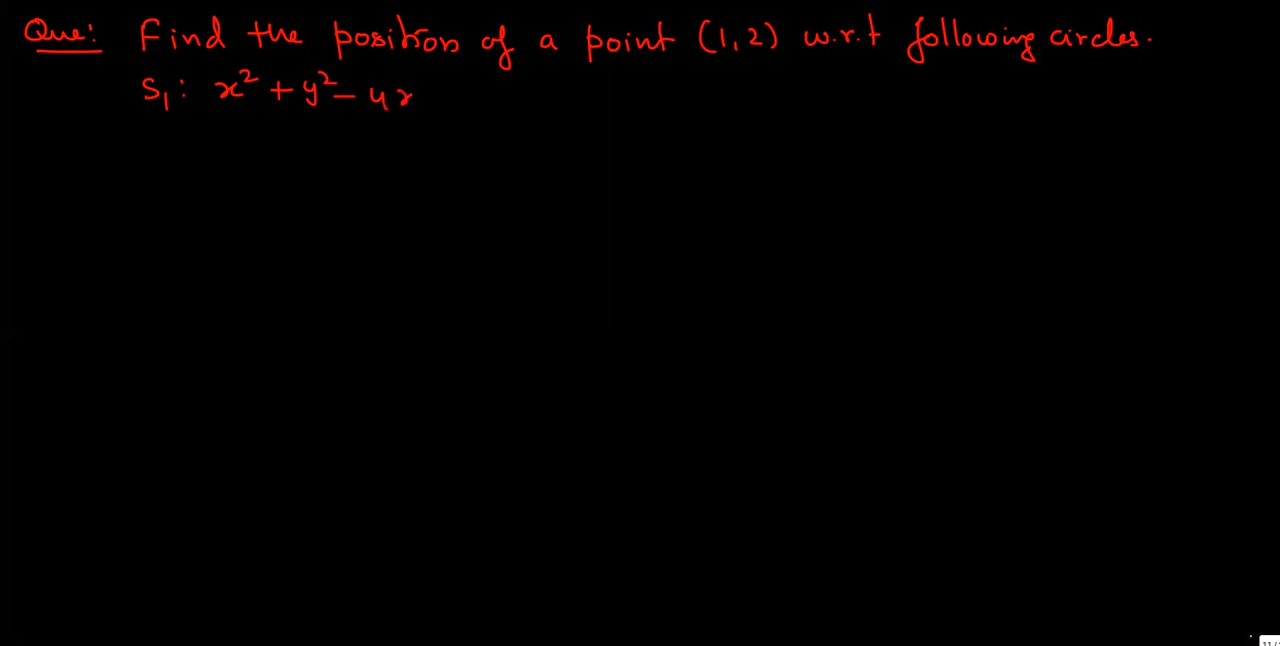 Que: Find the position of a point (1,2) w.r.t following circles.
S₁: x² + y² - 4x